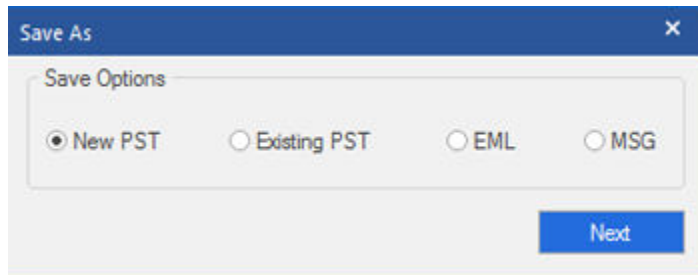 Save As
Save Options
New PST Existing PST EML MSG
Next